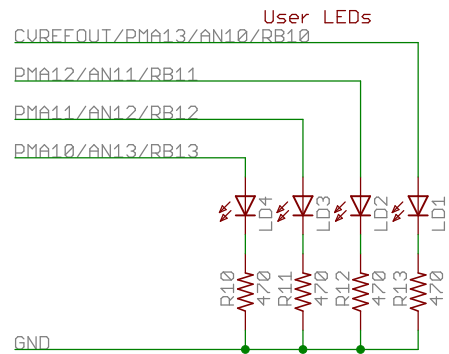 User LEDs
CVREFOUT/PMA13/AN10/RB10
PMA12/AN11/RB11
PMA11/AN12/RB12
PMA10/AN13/RB13
LD4
LD3
LD2
LD1
R10
470
R11
470
R12
470
R13
470
GND